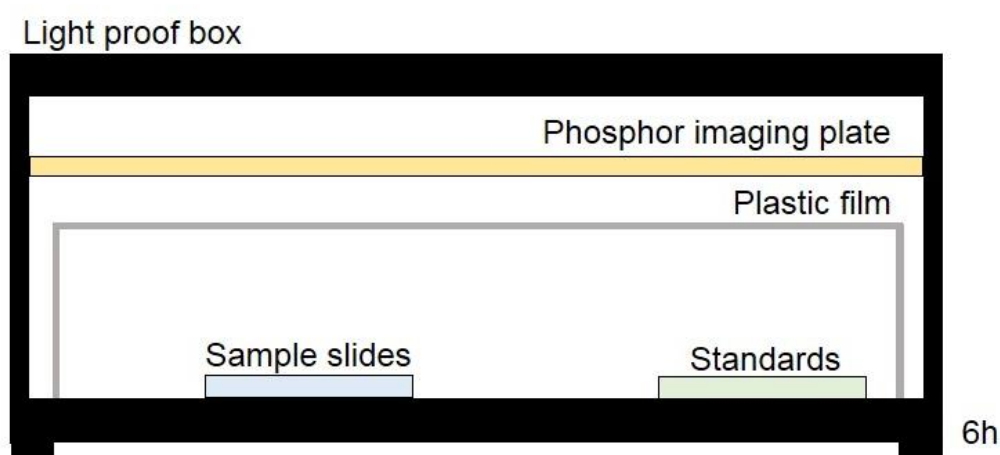 Light proof box
Phosphor imaging plate
Plastic film
Sample slides
Standards
6h